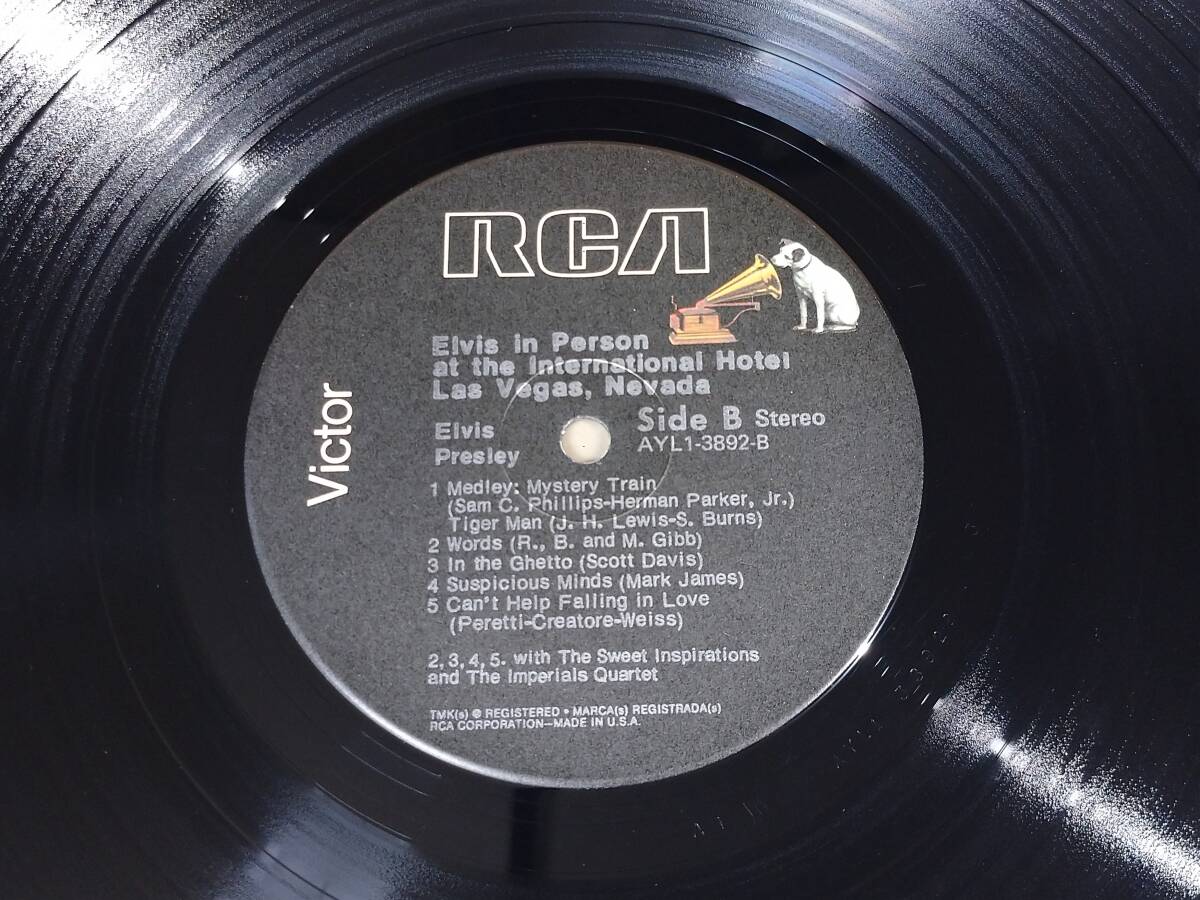 RCA
Victor
Elvis in Person
at the International Hotel
Las Vegas, Nevada
Side B Stereo
AYL1-3892-B
Elvis
Presley
1 Medley: Mystery Train
(Sam C. Phillips-Herman Parker, Jr.)
Tiger Man (J. H. Lewis-S. Burns)
2 Words (R., B. and M. Gibb)
3 In the Ghetto (Scott Davis)
4 Suspicious Minds (Mark James)
5 Can't Help Falling in Love
(Peretti-Creatore-Weiss)
2, 3, 4, 5. with The Sweet Inspirations
and The Imperials Quartet
TMK(s) ® REGISTERED • MARCA(s) REGISTRADA(s)
RCA CORPORATION—MADE IN U.S.A.